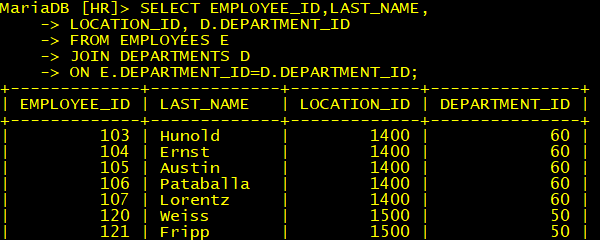 MariaDB [HR]> SELECT EMPLOYEE_ID,LAST_NAME,
    -> LOCATION_ID, D.DEPARTMENT_ID
    -> FROM EMPLOYEES E
    -> JOIN DEPARTMENTS D
    -> ON E.DEPARTMENT_ID=D.DEPARTMENT_ID;
+-------------+------------+-------------+---------------+
| EMPLOYEE_ID | LAST_NAME  | LOCATION_ID | DEPARTMENT_ID |
+-------------+------------+-------------+---------------+
|         103 | Hunold     |        1400 |            60 |
|         104 | Ernst      |        1400 |            60 |
|         105 | Austin     |        1400 |            60 |
|         106 | Pataballa  |        1400 |            60 |
|         107 | Lorentz    |        1400 |            60 |
|         120 | Weiss      |        1500 |            50 |
|         121 | Fripp      |        1500 |            50 |